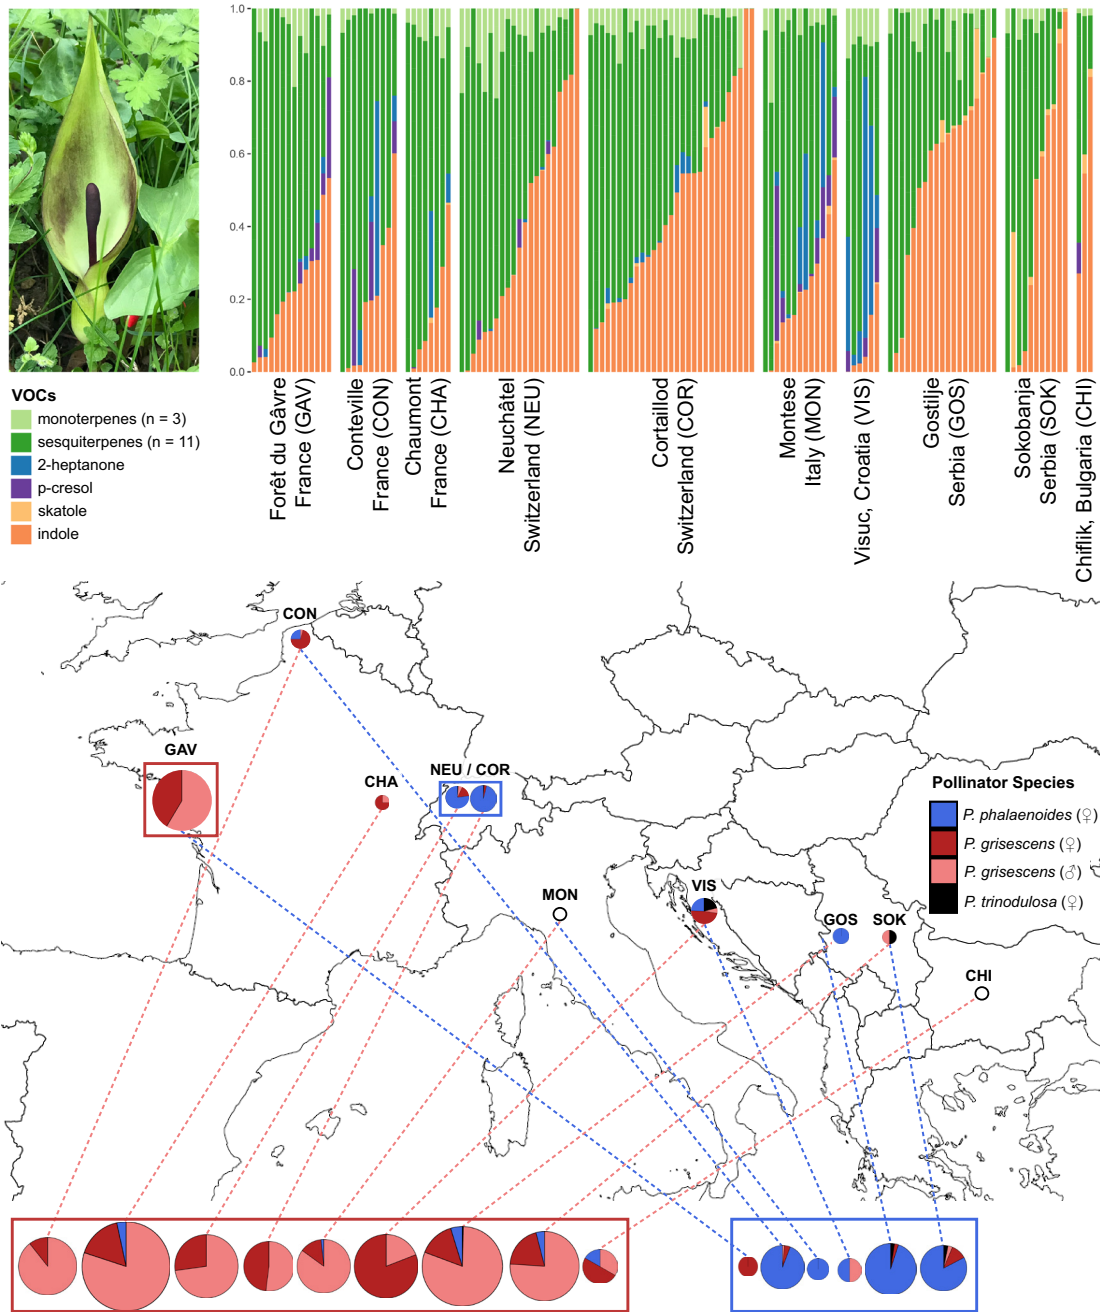 1.0
0.8
0.6
0.4
0.2
0.0
Forêt du Gâvre
France (GAV)
Conteville
France (CON)
Chaumont
France (CHA)
Neuchâtel
Switzerland (NEU)
Cortaillod
Switzerland (COR)
Montese
Italy (MON)
Visuc, Croatia (VIS)
Gostilje
Serbia (GOS)
Sokobanja
Serbia (SOK)
Chiflik, Bulgaria (CHI)
VOCs
monoterpenes (n = 3)
sesquiterpenes (n = 11)
2-heptanone
p-cresol
skatole
indole
CON
GAV
CHA
NEU / COR
MON
VIS
GOS
SOK
CHI
Pollinator Species
P. phalaenoides (♀)
P. grisescens (♀)
P. grisescens (♂)
P. trinodulosa (♀)